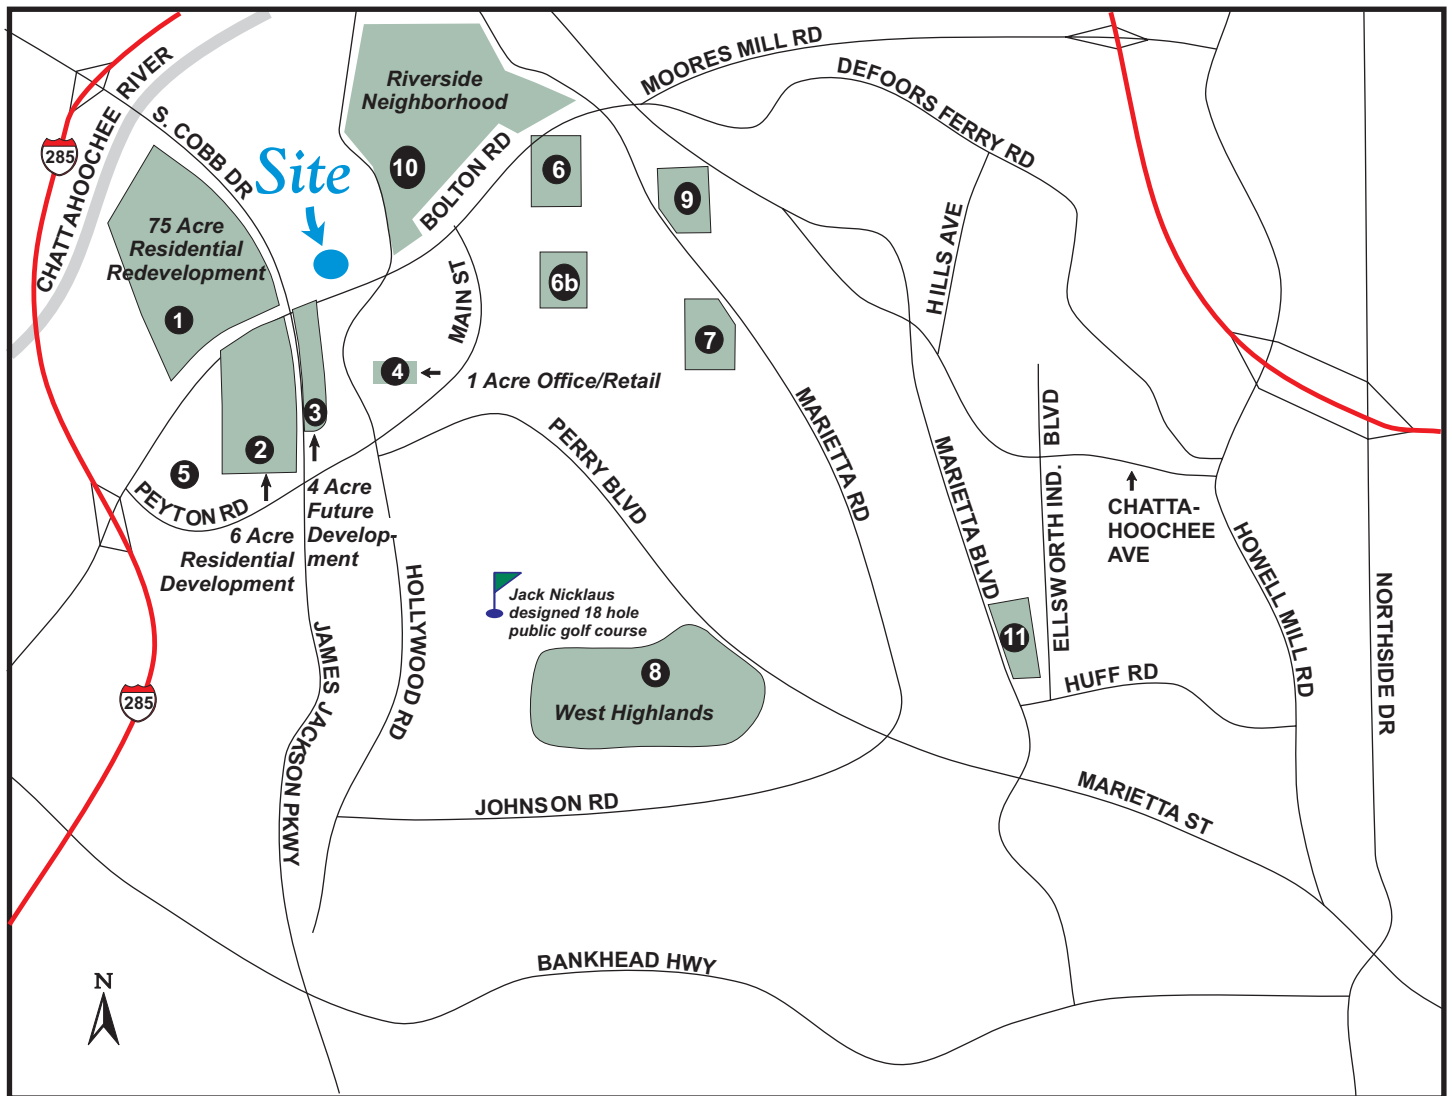 MOORES MILL RD
DEFOORS FERRY RD
CHATTAHOOCHEE RIVER
S. COBB DR
285
Riverside
Neighborhood
10
BOLTON RD
Site
6
9
75 Acre
Residential
Redevelopment
1
MAIN ST
6b
HILLS AVE
7
4
1 Acre Office/Retail
3
2
5
PEYTON RD
6 Acre
Residential
Development
4 Acre
Future
Develop-
ment
PERRY BLVD
MARIETTA RD
MARIETTA BLVD
ELLSWORTH IND. BLVD
CHATTA-
HOOCHEE
AVE
HOWELL MILL RD
NORTHSIDE DR
HOLLYWOOD RD
JAMES JACKSON PKWY
Jack Nicklaus
designed 18 hole
public golf course
8
West Highlands
11
HUFF RD
285
JOHNSON RD
MARIETTA ST
BANKHEAD HWY
N